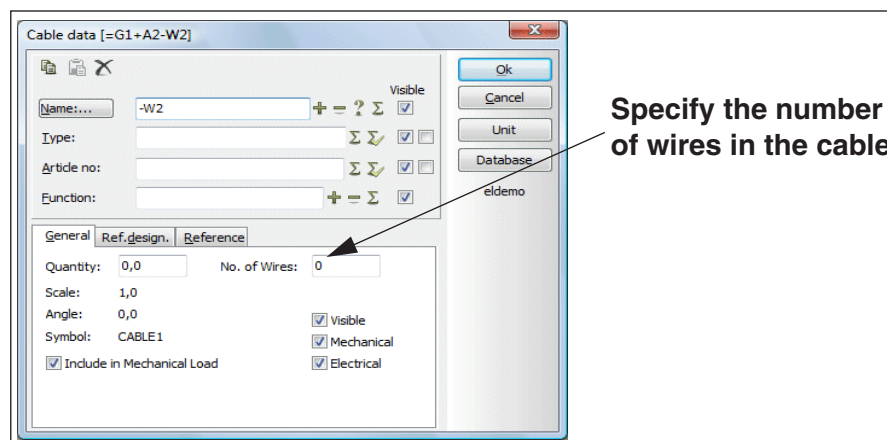 Cable data [=G1+A2-W2]
Ok
Visible
Name:...
-W2
Cancel
Type:
Unit
Article no:
Database
Function:
eldemo
General
Ref.design.
Reference
Quantity:
0,0
No. of Wires:
0
Scale:
1,0
Angle:
0,0
Visible
Symbol:
CABLE1
Mechanical
Include in Mechanical Load
Electrical
Specify the number
of wires in the cable